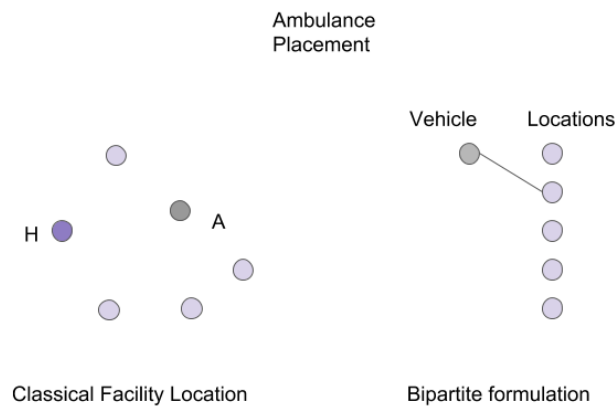 Ambulance
Placement
Vehicle
Locations
H
A
Classical Facility Location
Bipartite formulation